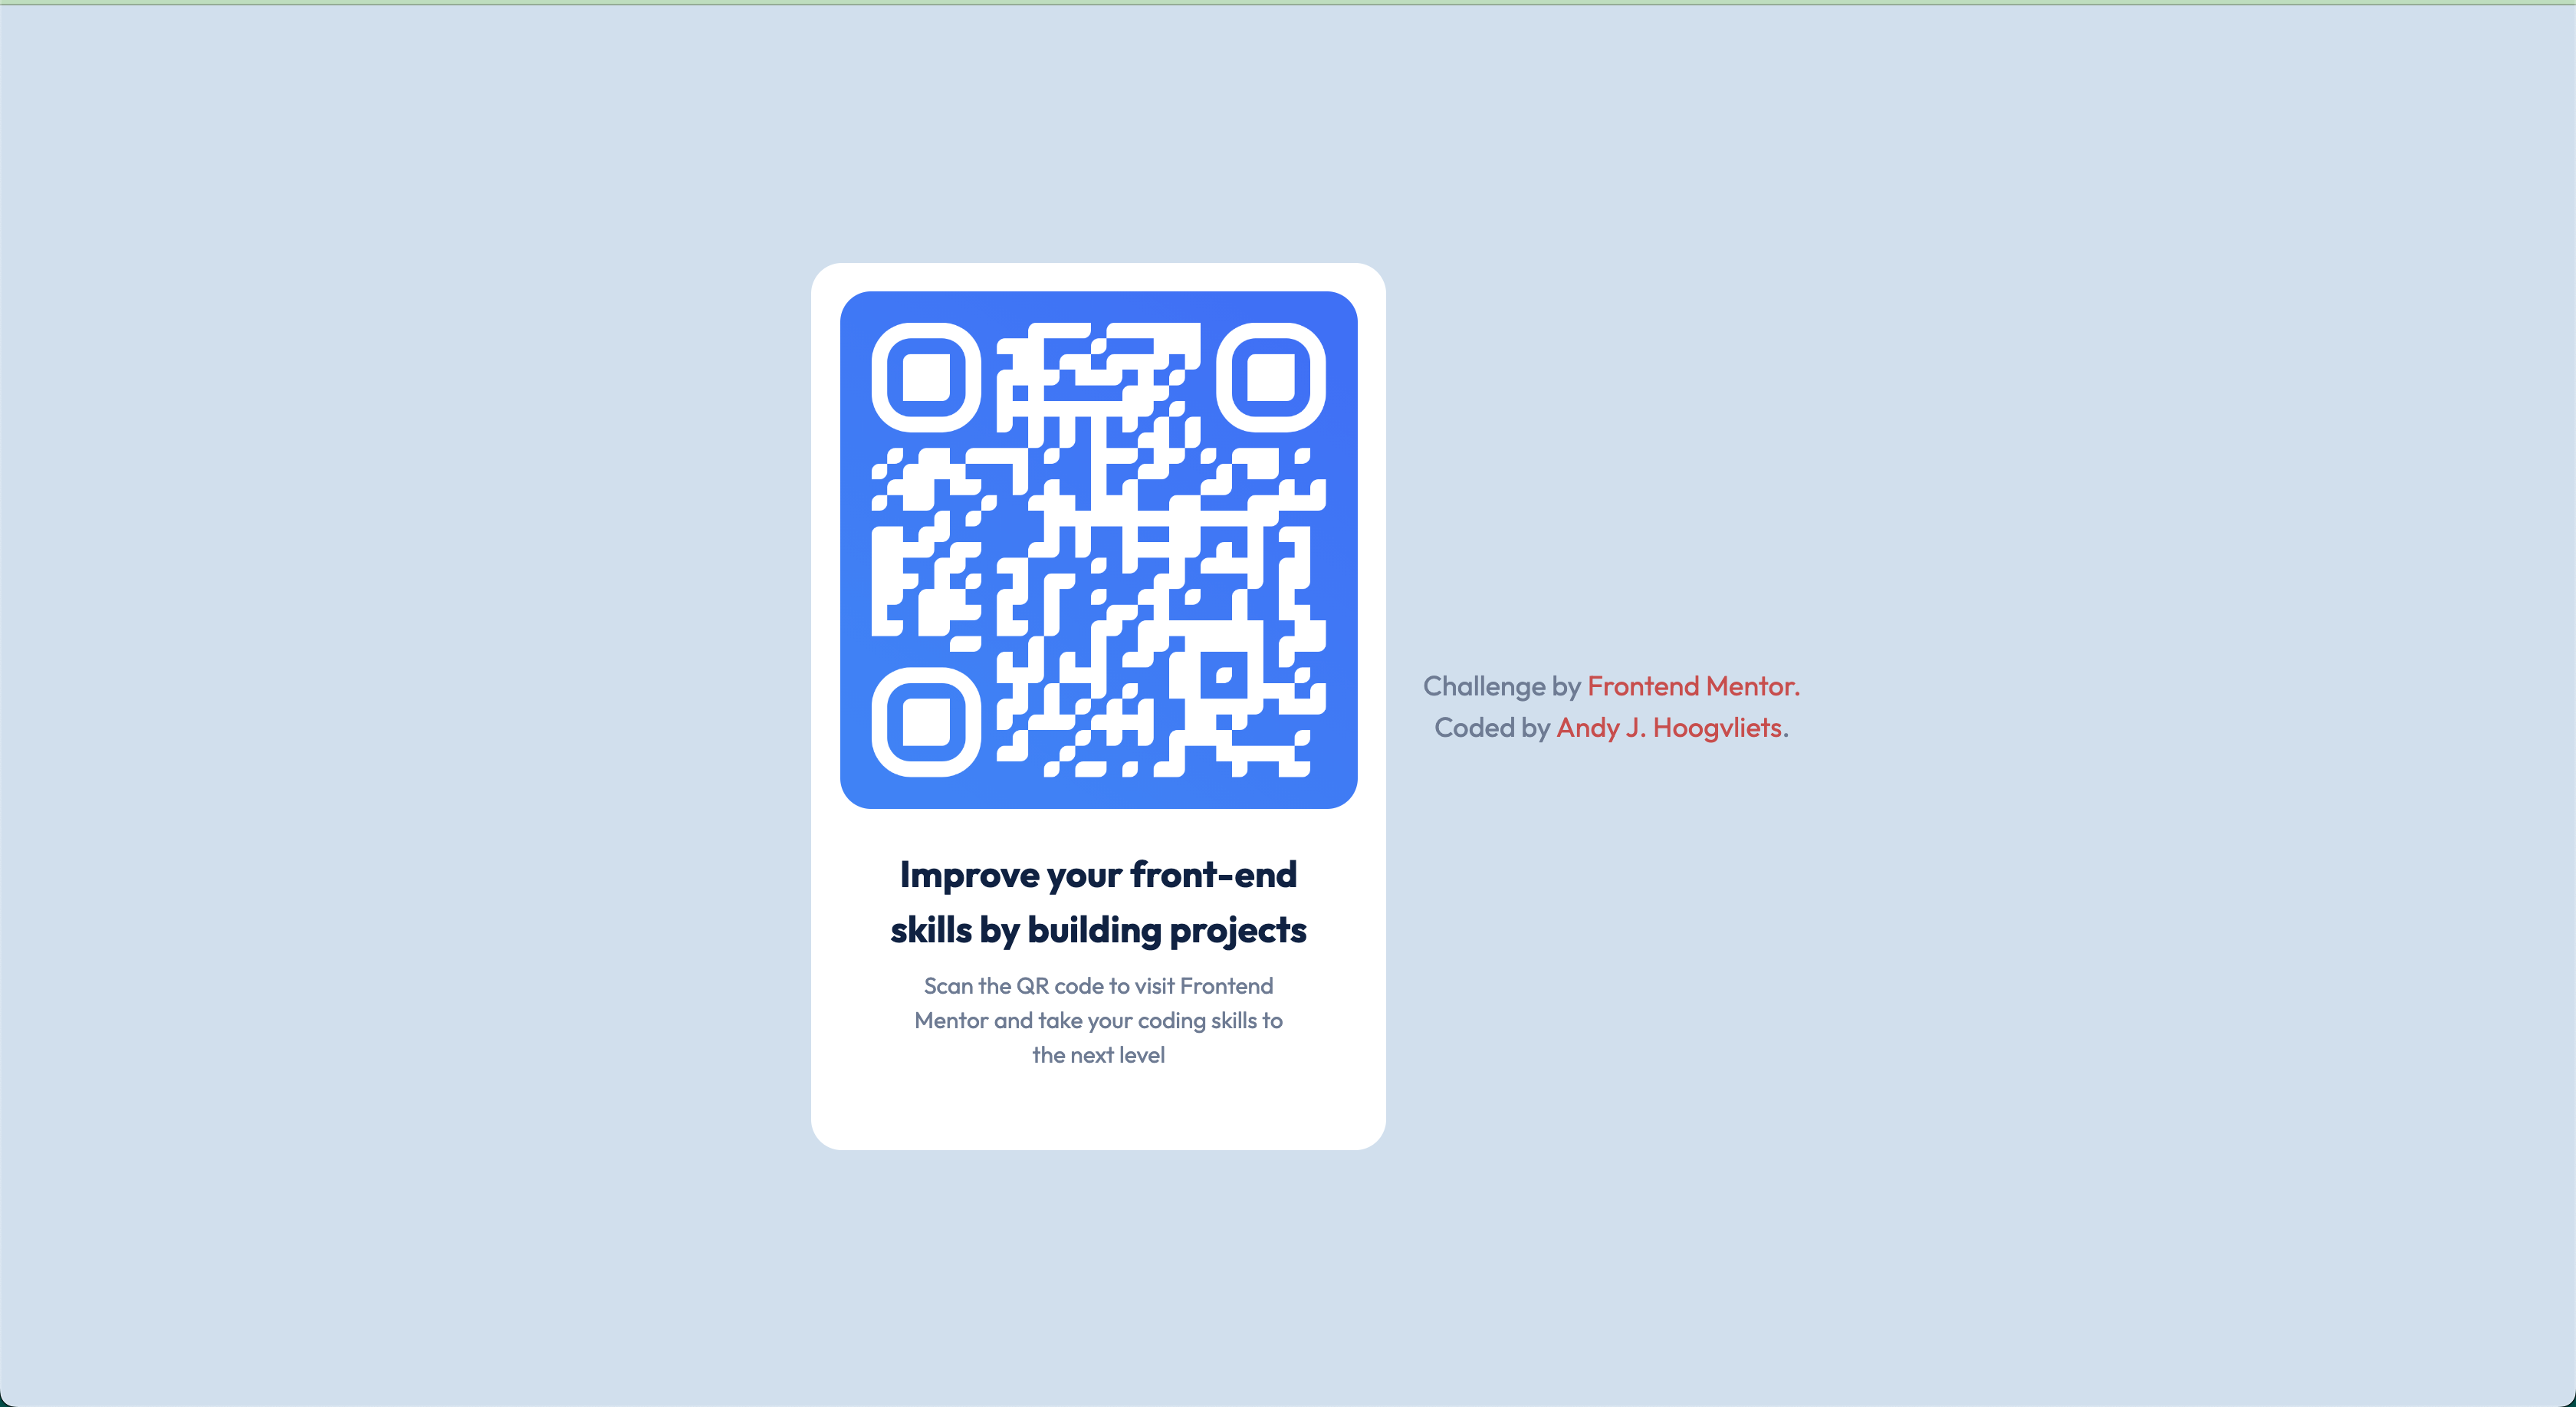 Improve your front-end
skills by building projects
Scan the QR code to visit Frontend
Mentor and take your coding skills to
the next level
Challenge by Frontend Mentor.
Coded by Andy J. Hoogvliets.